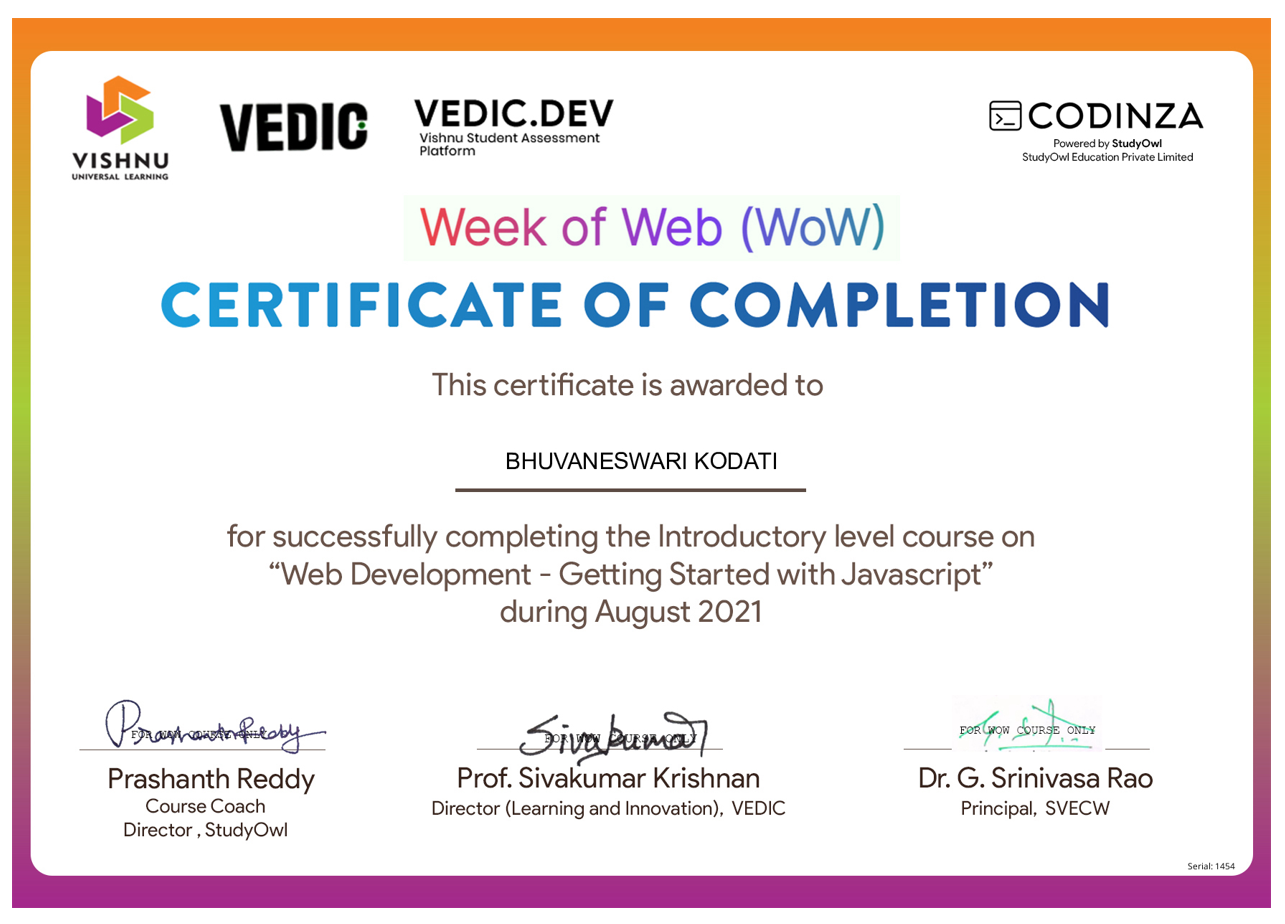 VISHNU
UNIVERSAL LEARNING
VEDIC
VEDIC.DEV
Vishnu Student Assessment
Platform
CODINZA
Powered by StudyOwl
StudyOwl Education Private Limited
Week of Web (WoW)
CERTIFICATE OF COMPLETION
This certificate is awarded to
BHUVANESWARI KODATI
for successfully completing the Introductory level course on
“Web Development - Getting Started with Javascript”
during August 2021
Prashanth Reddy
FOR WOW COURSE ONLY
Prashanth Reddy
Course Coach
Director , StudyOwl
Sivakumar
FOR WOW COURSE ONLY
Prof. Sivakumar Krishnan
Director (Learning and Innovation), VEDIC
FOR WOW COURSE ONLY
Dr. G. Srinivasa Rao
Principal, SVECW
Serial: 1454